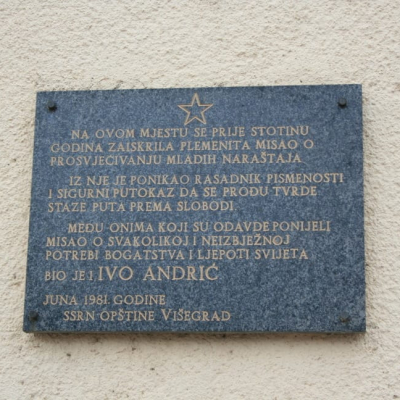 NA OVOM MJESTU SE PRIJE STOTINU
GODINA ZAISKRILA PLEMENITA MISAO O
PROSVJEĆIVANJU MLADIH NARAŠTAJA
IZ NJE JE PONIKAO RASADNIK PISMENOSTI
I SIGURNI PUTOKAZ DA SE PROĐU TVRDE
STAZE PUTA PREMA SLOBODI.
MEĐU ONIMA KOJI SU ODAVDE PONIJELI
MISAO O SVAKOLIKOJ I NEIZBJEŽNOJ
POTREBI BOGATSTVA I LJEPOTI SVIJETA
BIO JE I IVO ANDRIĆ
JUNA 1981. GODINE
SSRN OPŠTINE VIŠEGRAD